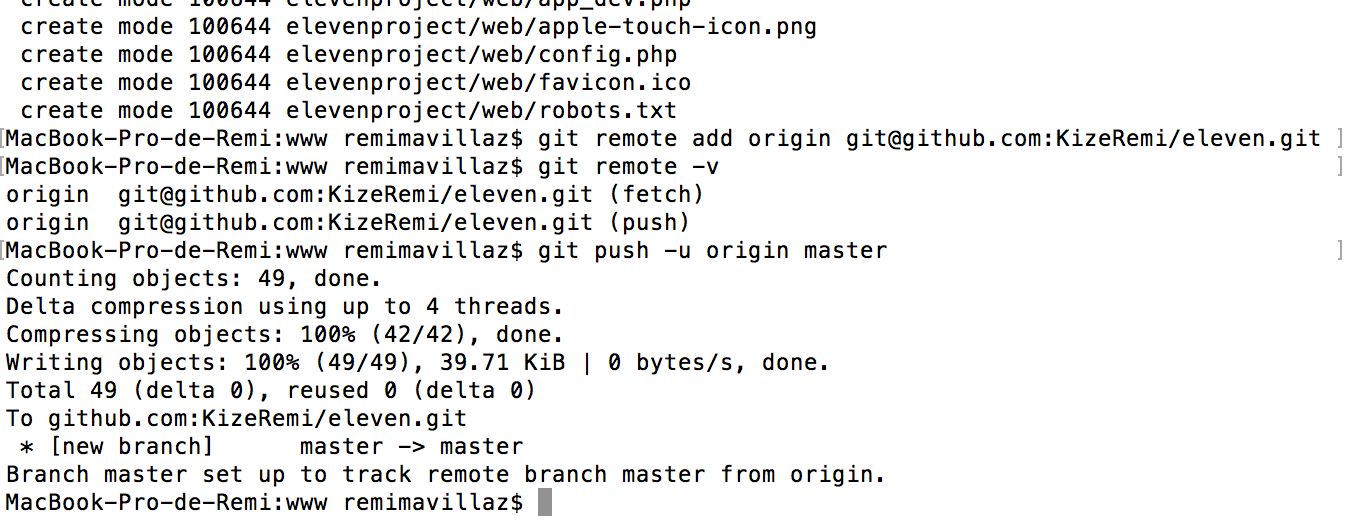 create mode 100644 elevenproject/web/app_dev.php
create mode 100644 elevenproject/web/apple-touch-icon.png
create mode 100644 elevenproject/web/config.php
create mode 100644 elevenproject/web/favicon.ico
create mode 100644 elevenproject/web/robots.txt
[MacBook-Pro-de-Remi:www remimavillaz$ git remote add origin git@github.com:KizeRemi/eleven.git ]
[MacBook-Pro-de-Remi:www remimavillaz$ git remote -v ]
origin  git@github.com:KizeRemi/eleven.git (fetch)
origin  git@github.com:KizeRemi/eleven.git (push)
[MacBook-Pro-de-Remi:www remimavillaz$ git push -u origin master ]
Counting objects: 49, done.
Delta compression using up to 4 threads.
Compressing objects: 100% (42/42), done.
Writing objects: 100% (49/49), 39.71 KiB | 0 bytes/s, done.
Total 49 (delta 0), reused 0 (delta 0)
To github.com:KizeRemi/eleven.git
 * [new branch]      master -> master
Branch master set up to track remote branch master from origin.
MacBook-Pro-de-Remi:www remimavillaz$